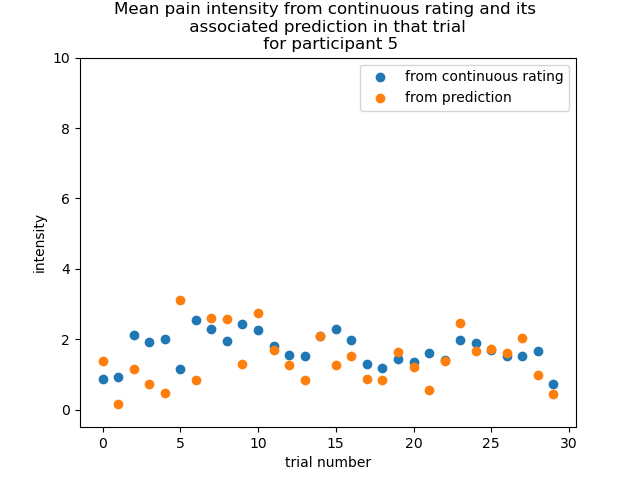 Mean pain intensity from continuous rating and its
associated prediction in that trial
for participant 5
from continuous rating
from prediction
10
8
6
4
2
0
intensity
0 5 10 15 20 25 30
trial number